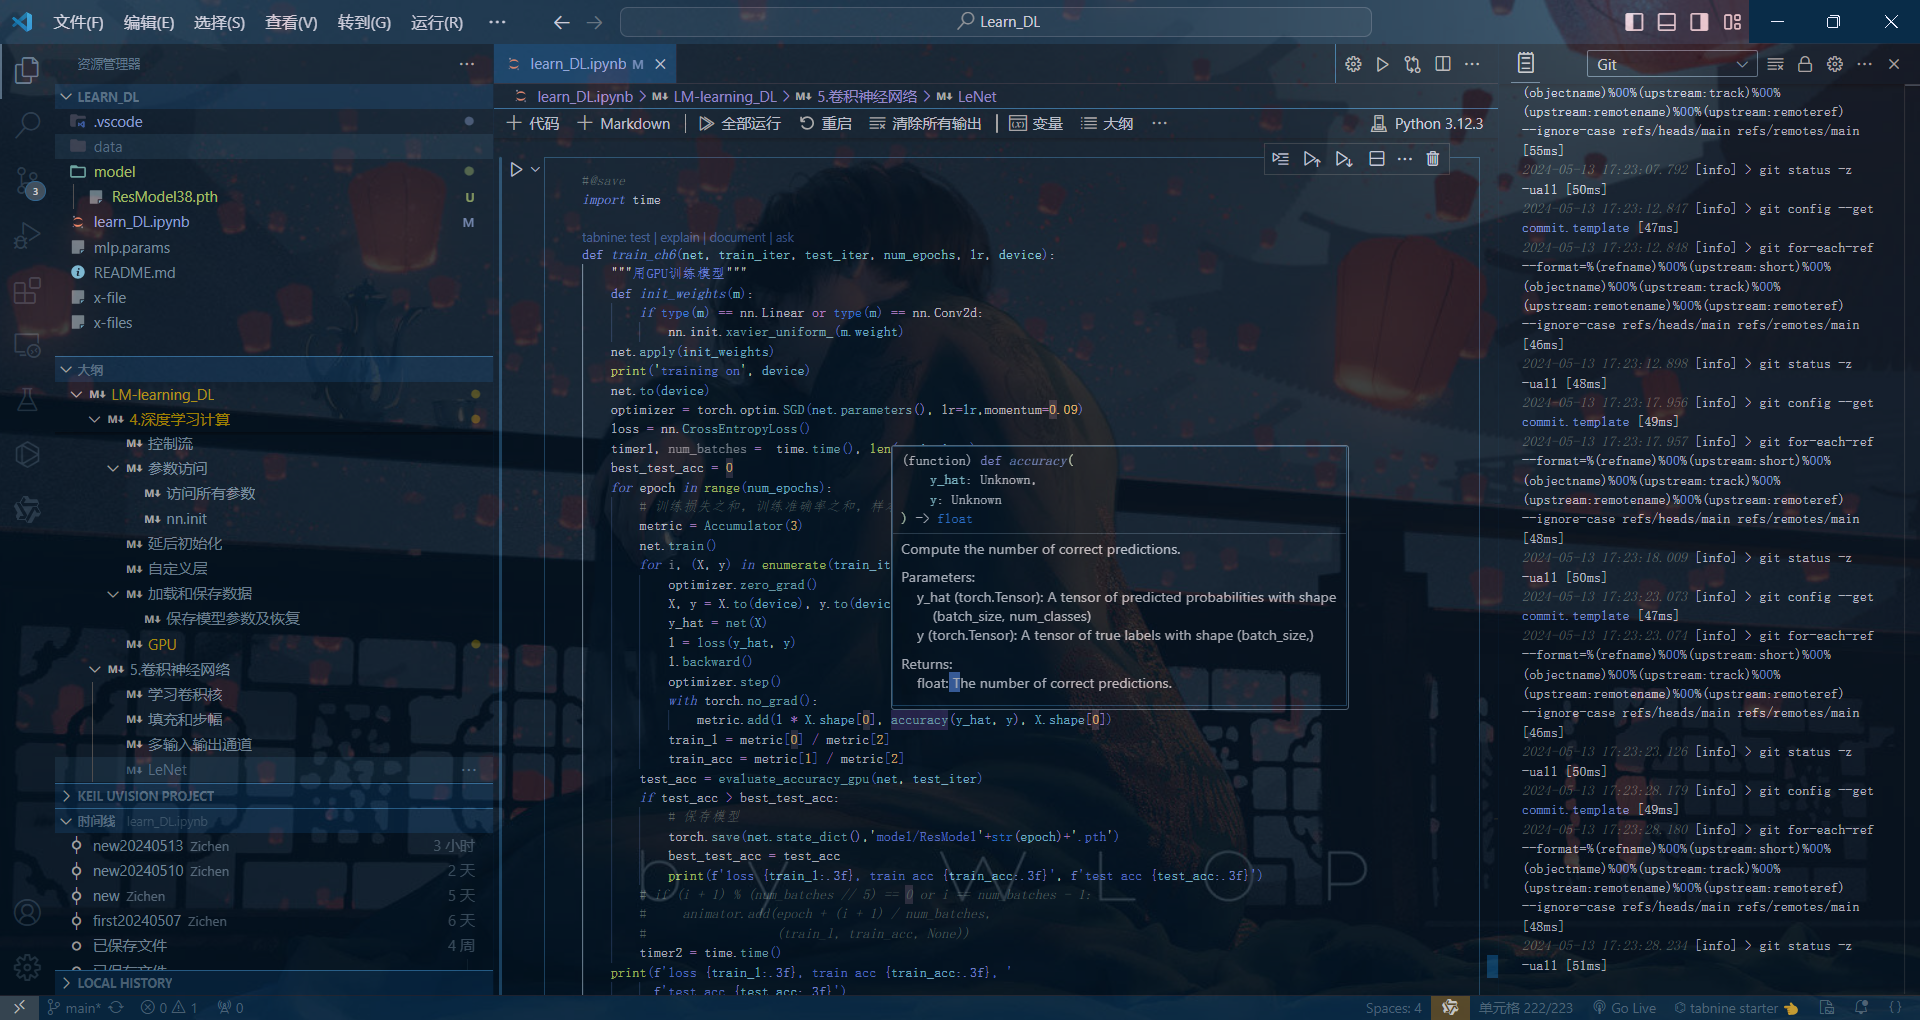 文件(F) 编辑(E) 选择(S) 查看(V) 转到(G) 运行(R) ··· Learn_DL
资源管理器 ···
LEARN_DL
.vscode
data
model
ResModel38.pth U
learn_DL.ipynb M
mlp.params
README.md
x-file
x-files
大纲
M↓ LM-learning_DL
M↓ 4.深度学习计算
M↓ 控制流
M↓ 参数访问
M↓ 访问所有参数
M↓ nn.init
M↓ 延后初始化
M↓ 自定义层
M↓ 加载和保存数据
M↓ 保存模型参数及恢复
M↓ GPU
M↓ 5.卷积神经网络
M↓ 学习卷积核
M↓ 填充和步幅
M↓ 多输入输出通道
M↓ LeNet ···
KEIL UVISION PROJECT
时间线 learn_DL.ipynb
new20240513 Zichen 3 小时
new20240510 Zichen 2 天
new Zichen 5 天
first20240507 Zichen 6 天
已保存文件 4 周
已保存文件
LOCAL HISTORY
3
learn_DL.ipynb M
learn_DL.ipynb > M↓ LM-learning_DL > M↓ 5.卷积神经网络 > M↓ LeNet
代码 Markdown 全部运行 重启 清除所有输出 变量 大纲 ··· Python 3.12.3
#@save
import time
tabnine: test | explain | document | ask
def train_ch6(net, train_iter, test_iter, num_epochs, lr, device):
"""用GPU训练模型"""
def init_weights(m):
if type(m) == nn.Linear or type(m) == nn.Conv2d:
nn.init.xavier_uniform_(m.weight)
net.apply(init_weights)
print('training on', device)
net.to(device)
optimizer = torch.optim.SGD(net.parameters(), lr=lr,momentum=0.09)
loss = nn.CrossEntropyLoss()
timer1, num_batches = time.time(), len
best_test_acc = 0
for epoch in range(num_epochs):
# 训练损失之和, 训练准确率之和, 样
metric = Accumulator(3)
net.train()
for i, (X, y) in enumerate(train_it
optimizer.zero_grad()
X, y = X.to(device), y.to(devic
y_hat = net(X)
l = loss(y_hat, y)
l.backward()
optimizer.step()
with torch.no_grad():
metric.add(l * X.shape[0], accuracy(y_hat, y), X.shape[0])
train_l = metric[0] / metric[2]
train_acc = metric[1] / metric[2]
test_acc = evaluate_accuracy_gpu(net, test_iter)
if test_acc > best_test_acc:
# 保存模型
torch.save(net.state_dict(),'model/ResModel'+str(epoch)+'.pth')
best_test_acc = test_acc
print(f'loss {train_l:.3f}, train acc {train_acc:.3f}', f'test acc {test_acc:.3f}')
# if (i + 1) % (num_batches // 5) == 0 or i == num_batches - 1:
# animator.add(epoch + (i + 1) / num_batches,
# (train_l, train_acc, None))
timer2 = time.time()
print(f'loss {train_l:.3f}, train acc {train_acc:.3f}, '
f'test acc {test_acc:.3f}')
(function) def accuracy(
y_hat: Unknown,
y: Unknown
) -> float
Compute the number of correct predictions.
Parameters:
y_hat (torch.Tensor): A tensor of predicted probabilities with shape
(batch_size, num_classes)
y (torch.Tensor): A tensor of true labels with shape (batch_size,)
Returns:
float: The number of correct predictions.
by WLOP
Git
(objectname)%00%(upstream:track)%00%
(upstream:remotename)%00%(upstream:remoteref)
--ignore-case refs/heads/main refs/remotes/main
[55ms]
2024-05-13 17:23:07.792 [info] > git status -z
-uall [50ms]
2024-05-13 17:23:12.847 [info] > git config --get
commit.template [47ms]
2024-05-13 17:23:12.848 [info] > git for-each-ref
--format=%(refname)%00%(upstream:short)%00%
(objectname)%00%(upstream:track)%00%
(upstream:remotename)%00%(upstream:remoteref)
--ignore-case refs/heads/main refs/remotes/main
[46ms]
2024-05-13 17:23:12.898 [info] > git status -z
-uall [48ms]
2024-05-13 17:23:17.956 [info] > git config --get
commit.template [49ms]
2024-05-13 17:23:17.957 [info] > git for-each-ref
--format=%(refname)%00%(upstream:short)%00%
(objectname)%00%(upstream:track)%00%
(upstream:remotename)%00%(upstream:remoteref)
--ignore-case refs/heads/main refs/remotes/main
[48ms]
2024-05-13 17:23:18.009 [info] > git status -z
-uall [50ms]
2024-05-13 17:23:23.073 [info] > git config --get
commit.template [47ms]
2024-05-13 17:23:23.074 [info] > git for-each-ref
--format=%(refname)%00%(upstream:short)%00%
(objectname)%00%(upstream:track)%00%
(upstream:remotename)%00%(upstream:remoteref)
--ignore-case refs/heads/main refs/remotes/main
[46ms]
2024-05-13 17:23:23.126 [info] > git status -z
-uall [50ms]
2024-05-13 17:23:28.179 [info] > git config --get
commit.template [49ms]
2024-05-13 17:23:28.180 [info] > git for-each-ref
--format=%(refname)%00%(upstream:short)%00%
(objectname)%00%(upstream:track)%00%
(upstream:remotename)%00%(upstream:remoteref)
--ignore-case refs/heads/main refs/remotes/main
[48ms]
2024-05-13 17:23:28.234 [info] > git status -z
-uall [51ms]
main* 0 1 0 Spaces: 4 单元格 222/223 Go Live tabnine starter